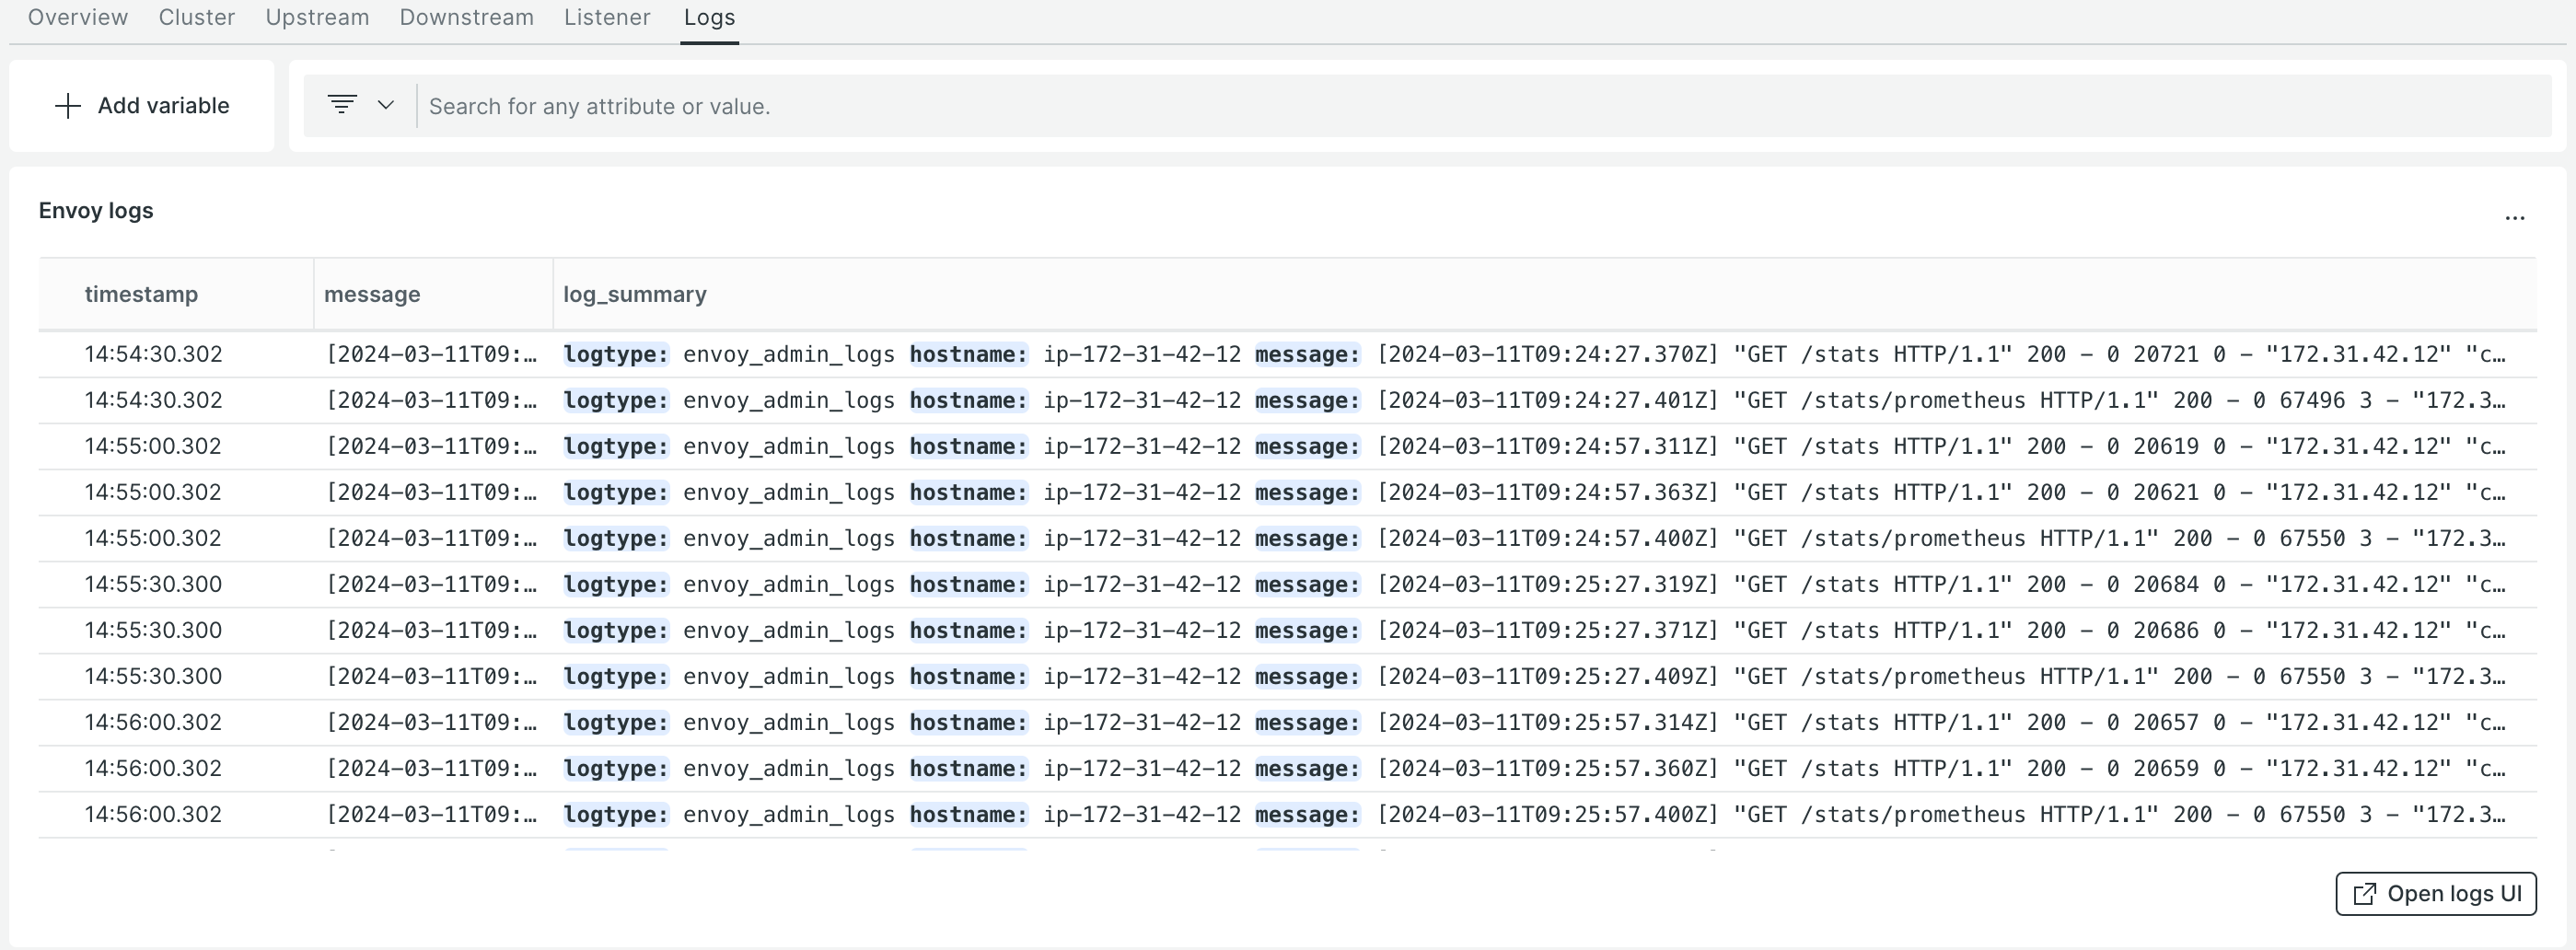 Overview Cluster Upstream Downstream Listener Logs
Add variable Search for any attribute or value.
Envoy logs ...
timestamp message log_summary
14:54:30.302 [2024-03-11T09:… logtype: envoy_admin_logs hostname: ip-172-31-42-12 message: [2024-03-11T09:24:27.370Z] "GET /stats HTTP/1.1" 200 - 0 20721 0 - "172.31.42.12" "c…
14:54:30.302 [2024-03-11T09:… logtype: envoy_admin_logs hostname: ip-172-31-42-12 message: [2024-03-11T09:24:27.401Z] "GET /stats/prometheus HTTP/1.1" 200 - 0 67496 3 - "172.3…
14:55:00.302 [2024-03-11T09:… logtype: envoy_admin_logs hostname: ip-172-31-42-12 message: [2024-03-11T09:24:57.311Z] "GET /stats HTTP/1.1" 200 - 0 20619 0 - "172.31.42.12" "c…
14:55:00.302 [2024-03-11T09:… logtype: envoy_admin_logs hostname: ip-172-31-42-12 message: [2024-03-11T09:24:57.363Z] "GET /stats HTTP/1.1" 200 - 0 20621 0 - "172.31.42.12" "c…
14:55:00.302 [2024-03-11T09:… logtype: envoy_admin_logs hostname: ip-172-31-42-12 message: [2024-03-11T09:24:57.400Z] "GET /stats/prometheus HTTP/1.1" 200 - 0 67550 3 - "172.3…
14:55:30.300 [2024-03-11T09:… logtype: envoy_admin_logs hostname: ip-172-31-42-12 message: [2024-03-11T09:25:27.319Z] "GET /stats HTTP/1.1" 200 - 0 20684 0 - "172.31.42.12" "c…
14:55:30.300 [2024-03-11T09:… logtype: envoy_admin_logs hostname: ip-172-31-42-12 message: [2024-03-11T09:25:27.371Z] "GET /stats HTTP/1.1" 200 - 0 20686 0 - "172.31.42.12" "c…
14:55:30.300 [2024-03-11T09:… logtype: envoy_admin_logs hostname: ip-172-31-42-12 message: [2024-03-11T09:25:27.409Z] "GET /stats/prometheus HTTP/1.1" 200 - 0 67550 3 - "172.3…
14:56:00.302 [2024-03-11T09:… logtype: envoy_admin_logs hostname: ip-172-31-42-12 message: [2024-03-11T09:25:57.314Z] "GET /stats HTTP/1.1" 200 - 0 20657 0 - "172.31.42.12" "c…
14:56:00.302 [2024-03-11T09:… logtype: envoy_admin_logs hostname: ip-172-31-42-12 message: [2024-03-11T09:25:57.360Z] "GET /stats HTTP/1.1" 200 - 0 20659 0 - "172.31.42.12" "c…
14:56:00.302 [2024-03-11T09:… logtype: envoy_admin_logs hostname: ip-172-31-42-12 message: [2024-03-11T09:25:57.400Z] "GET /stats/prometheus HTTP/1.1" 200 - 0 67550 3 - "172.3…
Open logs UI